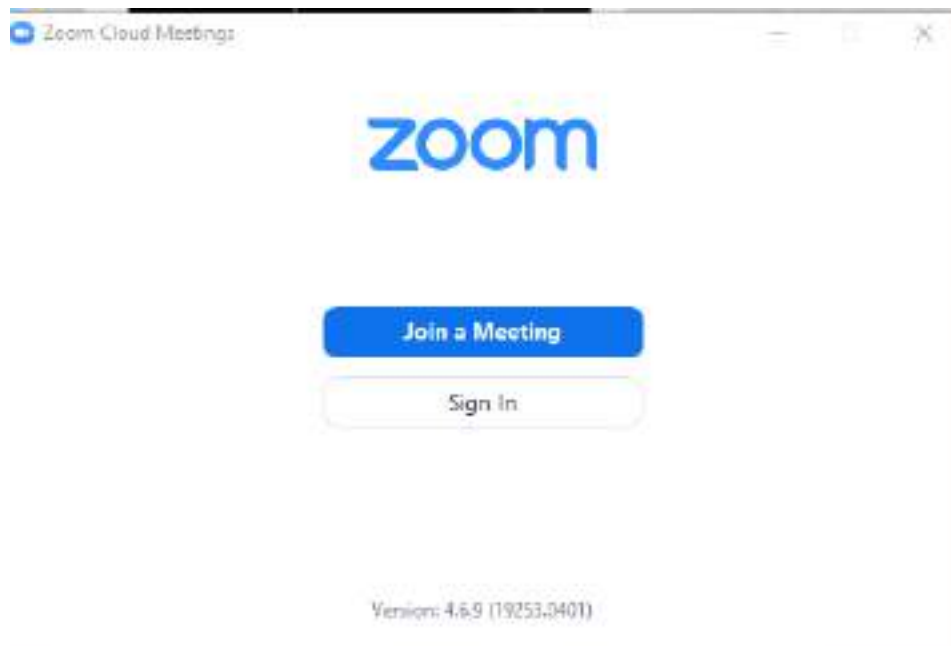 Zoom Cloud Meetings
zoom
Join a Meeting
Sign In
Version: 4.6.9 (19253.0401)